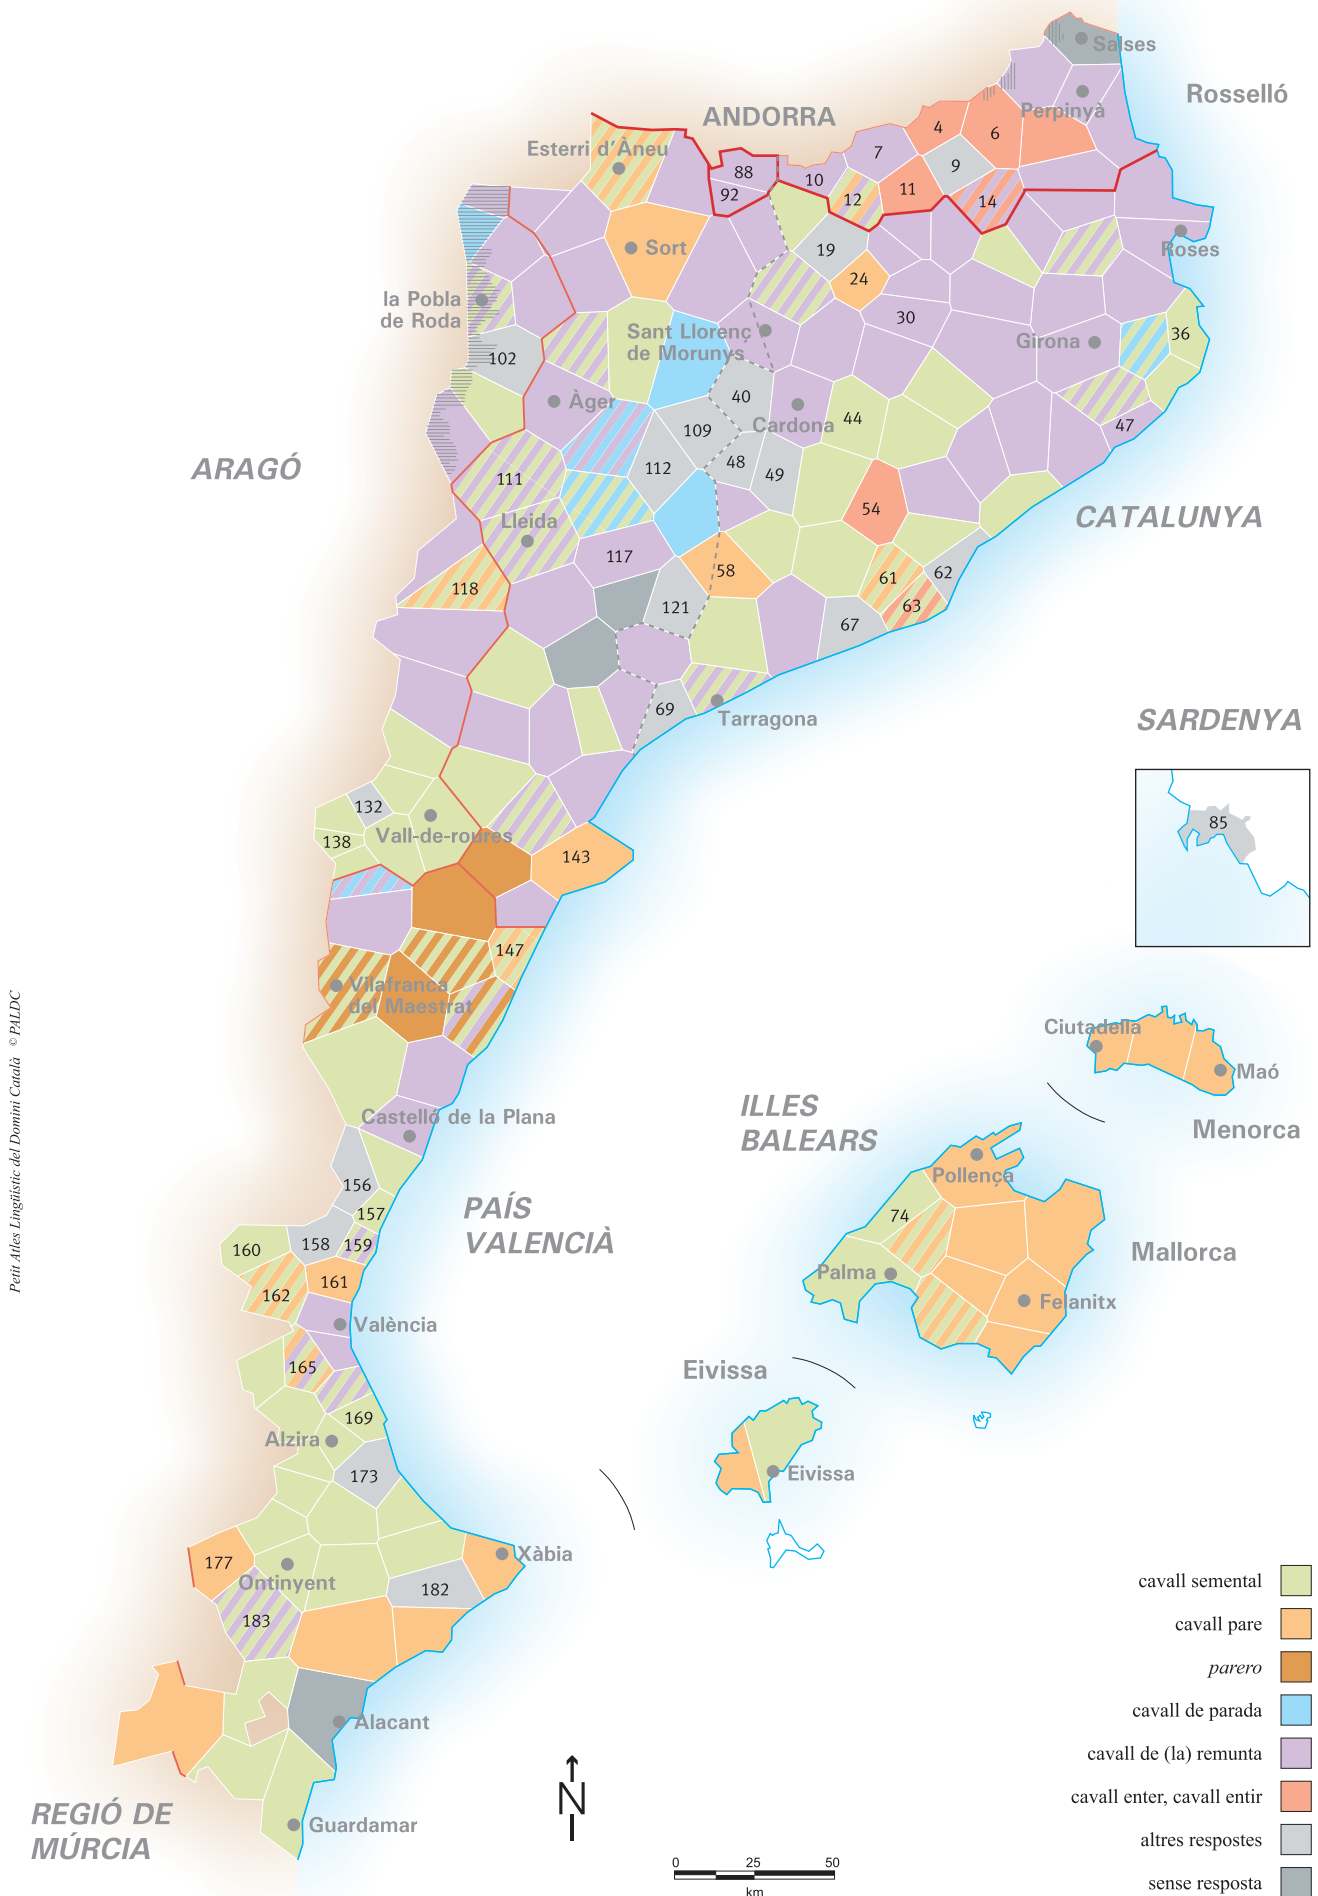 Salses
Rosselló
ANDORRA
Perpinyà
4
6
Esterri d'Àneu
7
9
88
10
11
92
12
14
Sort
19
Roses
24
la Pobla
de Roda
30
Sant Llorenç
de Morunys
Girona
36
102
40
Àger
Cardona
44
47
109
ARAGÓ
48
49
112
111
54
CATALUNYA
Lleida
117
58
61
62
118
121
63
67
69
Tarragona
SARDENYA
132
85
Vall-de-roures
138
143
147
Vilafranca
del Maestrat
Petit Atles Lingüístic del Domini Català © PALDC
Ciutadella
Maó
Castelló de la Plana
ILLES
BALEARS
Menorca
Pollença
156
157
PAÍS
VALENCIÀ
74
158
159
160
Mallorca
161
162
Palma
Felanitx
València
165
Eivissa
169
Alzira
173
Eivissa
177
Xàbia
Ontinyent
182
183
cavall semental
cavall pare
parero
cavall de parada
Alacant
cavall de (la) remunta
N
cavall enter, cavall entir
REGIÓ DE
MÚRCIA
Guardamar
altres respostes
0 25 50
km
sense resposta